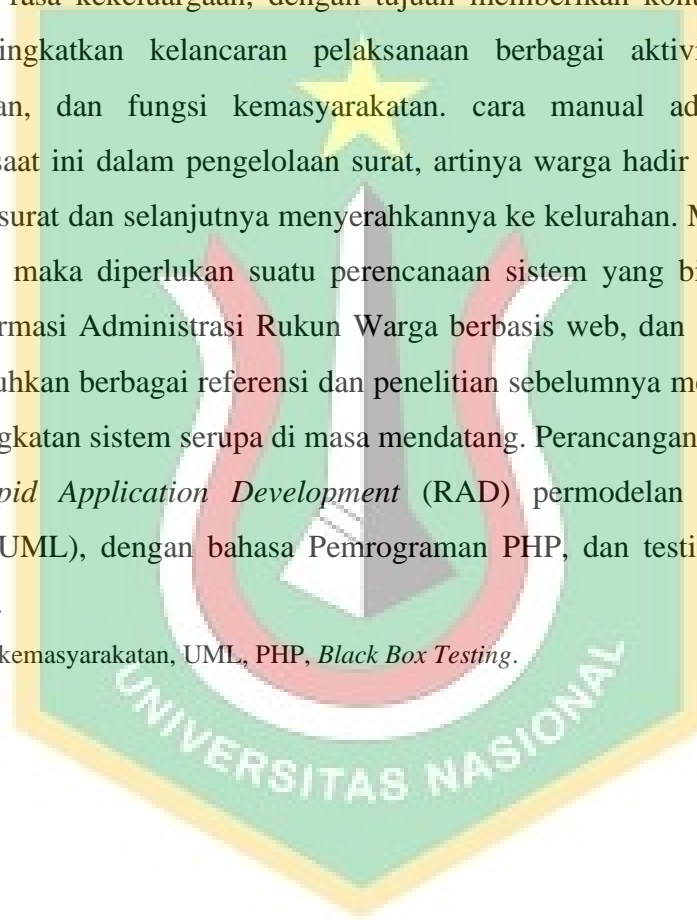 rasa kekeluargaan, dengan tujuan memberikan
ingkatkan kelancaran pelaksanaan berbagai aktivi
an, dan fungsi kemasyarakatan. cara manual ad
saat ini dalam pengelolaan surat, artinya warga hadir
surat dan selanjutnya menyerahkannya ke kelurahan. M
maka diperlukan suatu perencanaan sistem yang bi
rmasi Administrasi Rukun Warga berbasis web, dan
uhkan berbagai referensi dan penelitian sebelumnya me
gkatan sistem serupa di masa mendatang. Perancangan
pid Application Development (RAD) permodelan
UML), dengan bahasa Pemrograman PHP, dan testi
.
kemasyarakatan, UML, PHP, Black Box Testing.
UNIVERSITAS NASIONAL